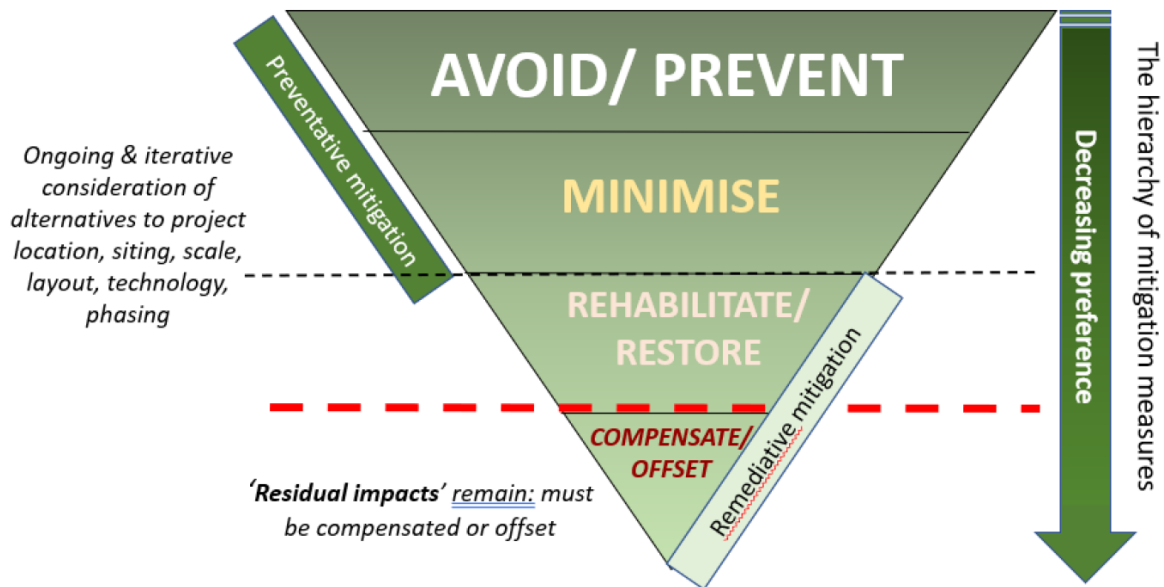 AVOID/ PREVENT
MINIMISE
REHABILITATE/
RESTORE
COMPENSATE/
OFFSET
Preventative mitigation
Ongoing & iterative
consideration of
alternatives to project
location, siting, scale,
layout, technology,
phasing
‘Residual impacts’ remain: must
be compensated or offset
Remediative mitigation
Decreasing preference
The hierarchy of mitigation measures